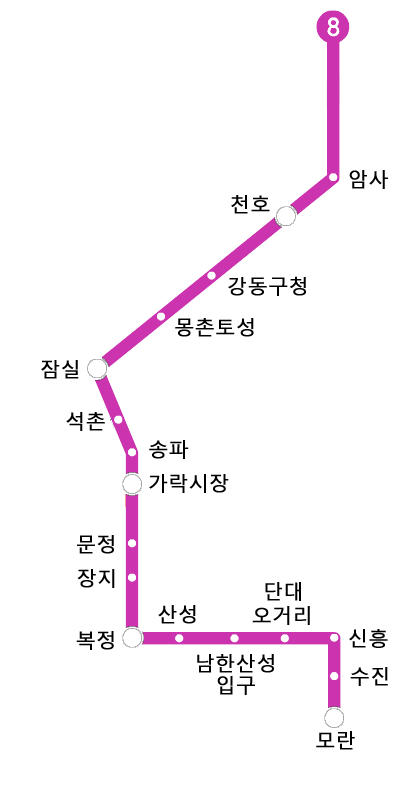 8
암사
천호
강동구청
몽촌토성
잠실
석촌
송파
가락시장
문정
장지
복정
산성
남한산성
입구
단대
오거리
신흥
수진
모란